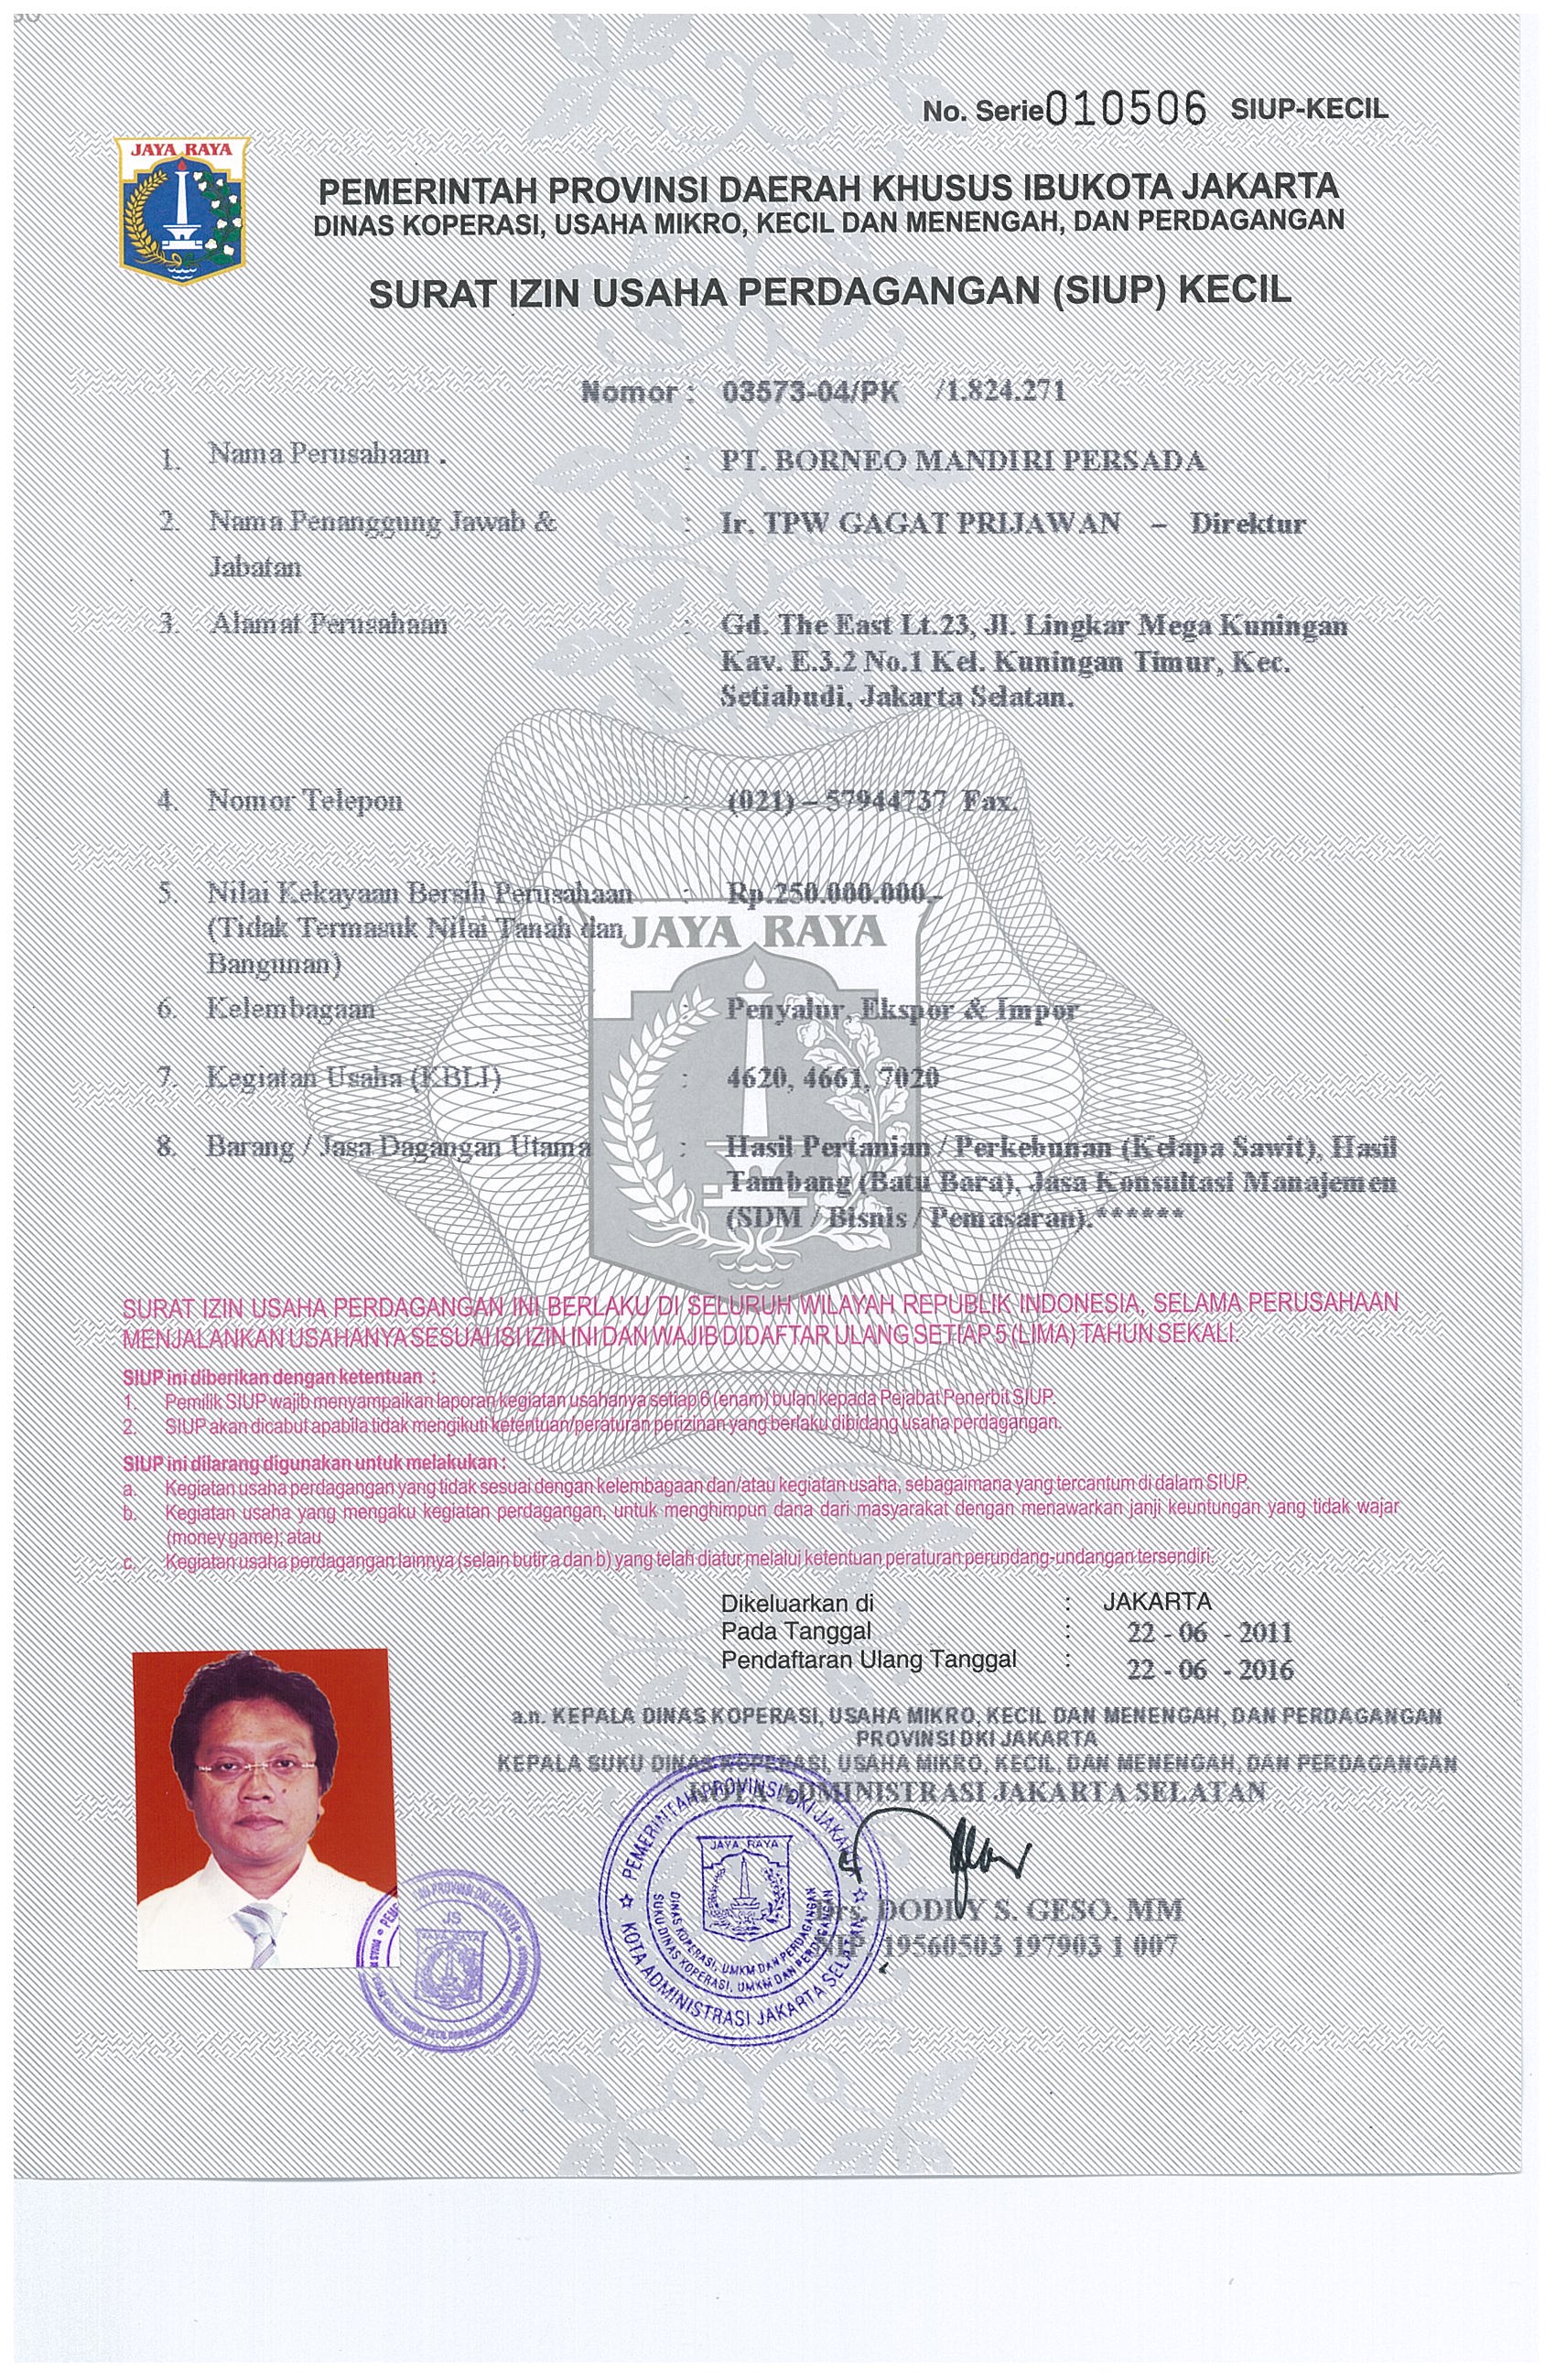 No. Serie 010506 SIUP-KECIL
JAYA RAYA
PEMERINTAH PROVINSI DAERAH KHUSUS IBUKOTA JAKARTA
DINAS KOPERASI, USAHA MIKRO, KECIL DAN MENENGAH, DAN PERDAGANGAN
SURAT IZIN USAHA PERDAGANGAN (SIUP) KECIL
Nomor : 03573-04/PK /1.824.271
1. Nama Perusahaan . : PT. BORNEO MANDIRI PERSADA
2. Nama Penanggung Jawab & : Ir. TPW GAGAT PRIJAWAN – Direktur
Jabatan
3. Alamat Perusahaan : Gd. The East Lt.23, Jl. Lingkar Mega Kuningan
Kav. E.3.2 No.1 Kel. Kuningan Timur, Kec.
Setiabudi, Jakarta Selatan.
4. Nomor Telepon : (021) – 57944737 Fax.
5. Nilai Kekayaan Bersih Perusahaan : Rp.250.000.000,-
(Tidak Termasuk Nilai Tanah dan
Bangunan)
JAYA RAYA
6. Kelembagaan : Penyalur, Ekspor & Impor
7. Kegiatan Usaha (KBLI) : 4620, 4661, 7020
8. Barang / Jasa Dagangan Utama : Hasil Pertanian / Perkebunan (Kelapa Sawit), Hasil
Tambang (Batu Bara), Jasa Konsultasi Manajemen
(SDM / Bisnis / Pemasaran).******
SURAT IZIN USAHA PERDAGANGAN INI BERLAKU DI SELURUH WILAYAH REPUBLIK INDONESIA, SELAMA PERUSAHAAN
MENJALANKAN USAHANYA SESUAI ISI IZIN INI DAN WAJIB DIDAFTAR ULANG SETIAP 5 (LIMA) TAHUN SEKALI.
SIUP ini diberikan dengan ketentuan :
1. Pemilik SIUP wajib menyampaikan laporan kegiatan usahanya setiap 6 (enam) bulan kepada Pejabat Penerbit SIUP.
2. SIUP akan dicabut apabila tidak mengikuti ketentuan/peraturan perizinan yang berlaku dibidang usaha perdagangan.
SIUP ini dilarang digunakan untuk melakukan :
a. Kegiatan usaha perdagangan yang tidak sesuai dengan kelembagaan dan/atau kegiatan usaha, sebagaimana yang tercantum di dalam SIUP.
b. Kegiatan usaha yang mengaku kegiatan perdagangan, untuk menghimpun dana dari masyarakat dengan menawarkan janji keuntungan yang tidak wajar
(money game); atau
c. Kegiatan usaha perdagangan lainnya (selain butir a dan b) yang telah diatur melalui ketentuan peraturan perundang-undangan tersendiri.
Dikeluarkan di : JAKARTA
Pada Tanggal : 22 - 06 - 2011
Pendaftaran Ulang Tanggal : 22 - 06 - 2016
a.n. KEPALA DINAS KOPERASI, USAHA MIKRO, KECIL DAN MENENGAH, DAN PERDAGANGAN
PROVINSI DKI JAKARTA
KEPALA SUKU DINAS KOPERASI, USAHA MIKRO, KECIL, DAN MENENGAH, DAN PERDAGANGAN
KOTA ADMINISTRASI JAKARTA SELATAN
PEMERINTAH PROVINSI DKI JAKARTA
JAYA RAYA
DINAS KOPERASI, UMKM DAN PERDAGANGAN
SUKU DINAS KOPERASI, UMKM DAN PERDAGANGAN
KOTA ADMINISTRASI JAKARTA SELATAN
Drs. DODDY S. GESO, MM
NIP. 19560503 197903 1 007
PROVINSI DKI JAKARTA
JS
JAYA RAYA